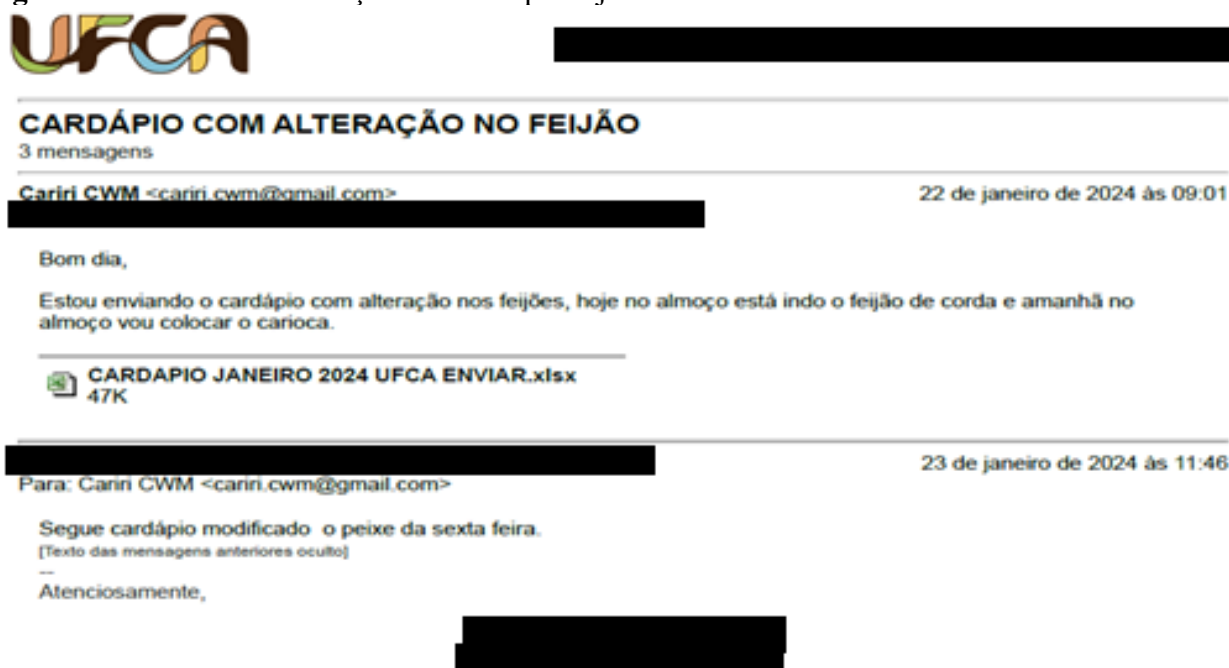 UFCA
CARDÁPIO COM ALTERAÇÃO NO FEIJÃO
3 mensagens
Cariri CWM <cariri.cwm@gmail.com>
22 de janeiro de 2024 às 09:01
Bom dia,
Estou enviando o cardápio com alteração nos feijões, hoje no almoço está indo o feijão de corda e amanhã no
almoço vou colocar o carioca.
CARDAPIO JANEIRO 2024 UFCA ENVIAR.xlsx
47K
23 de janeiro de 2024 às 11:46
Para: Cariri CWM <cariri.cwm@gmail.com>
Segue cardápio modificado o peixe da sexta feira.
[Texto das mensagens anteriores oculto]
--
Atenciosamente,